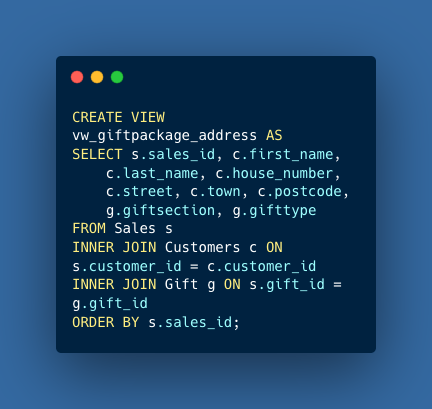 CREATE VIEW
vw_giftpackage_address AS
SELECT s.sales_id, c.first_name,
    c.last_name, c.house_number,
    c.street, c.town, c.postcode,
    g.giftsection, g.gifttype
FROM Sales s
INNER JOIN Customers c ON
s.customer_id = c.customer_id
INNER JOIN Gift g ON s.gift_id =
g.gift_id
ORDER BY s.sales_id;